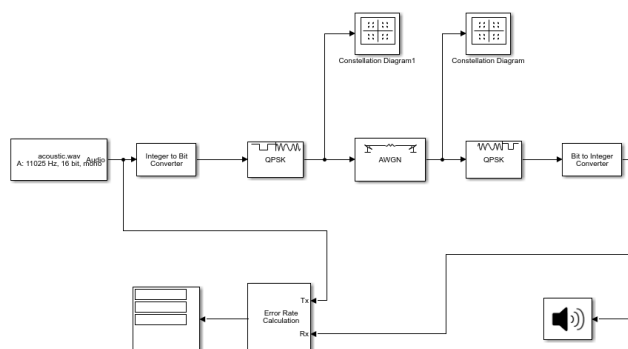 Constellation Diagram1
Constellation Diagram
acoustic.wav
A: 11025 Hz, 16 bit, mono
Audio
Integer to Bit
Converter
QPSK
AWGN
QPSK
Bit to Integer
Converter
Tx
Error Rate
Calculation
Rx